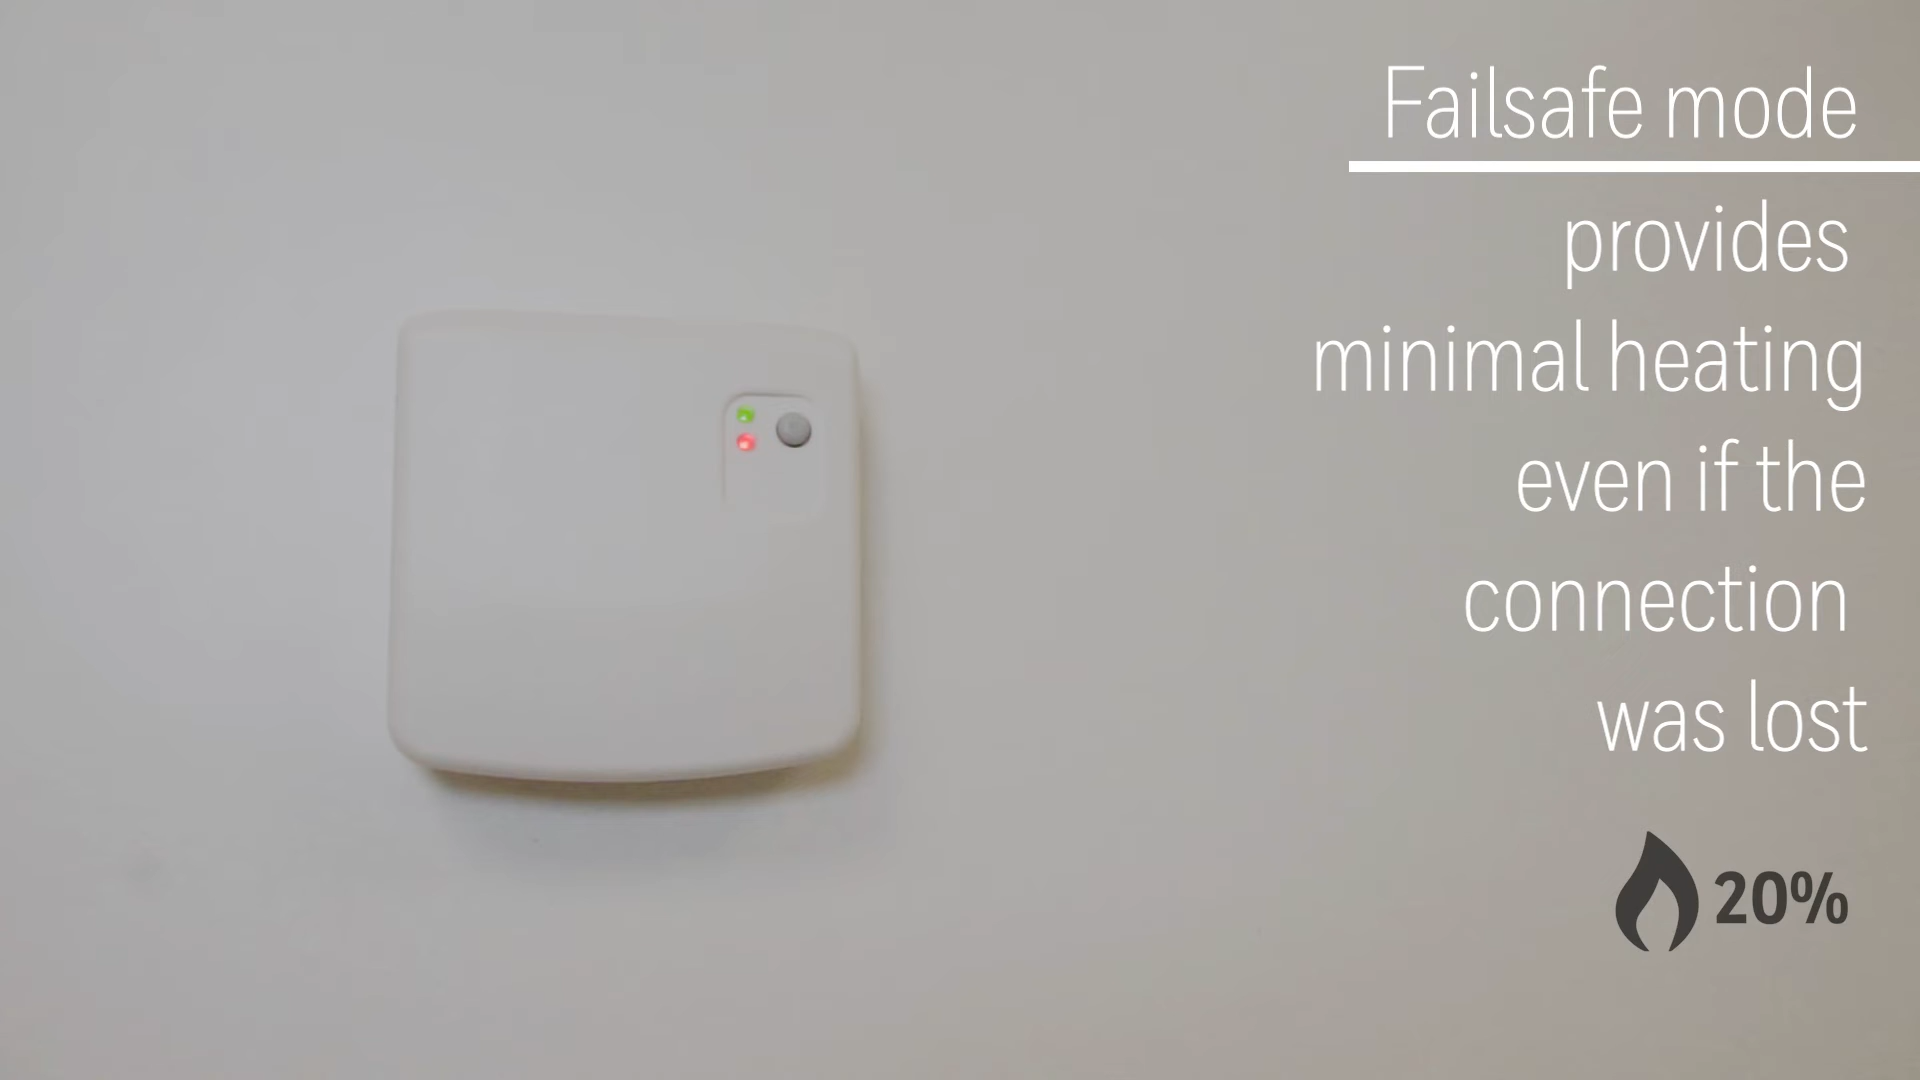 Failsafe mode
provides
minimal heating
even if the
connection
was lost
20%